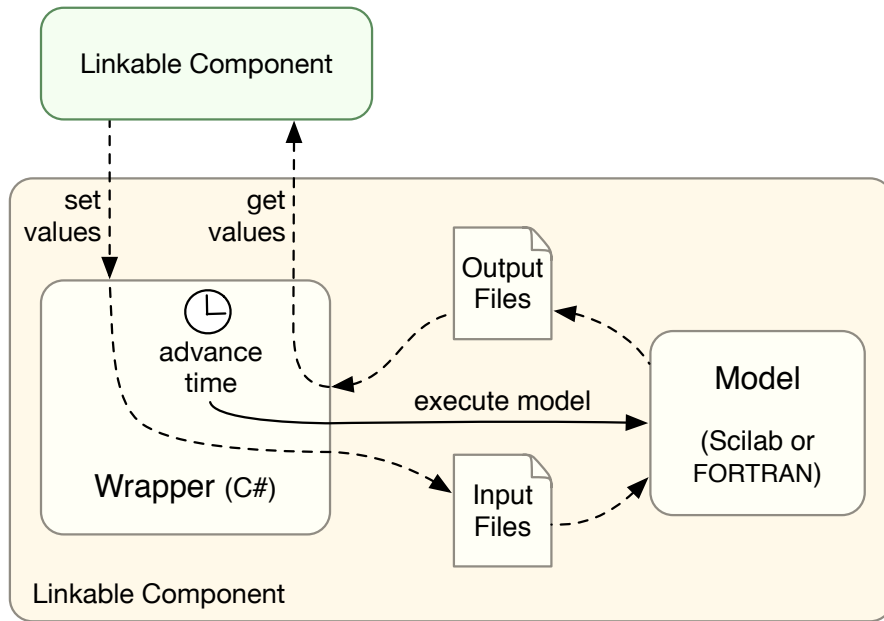 Linkable Component
set
values
get
values
Output
Files
advance
time
Model
execute model
(Scilab or
FORTRAN)
Wrapper (C#)
Input
Files
Linkable Component